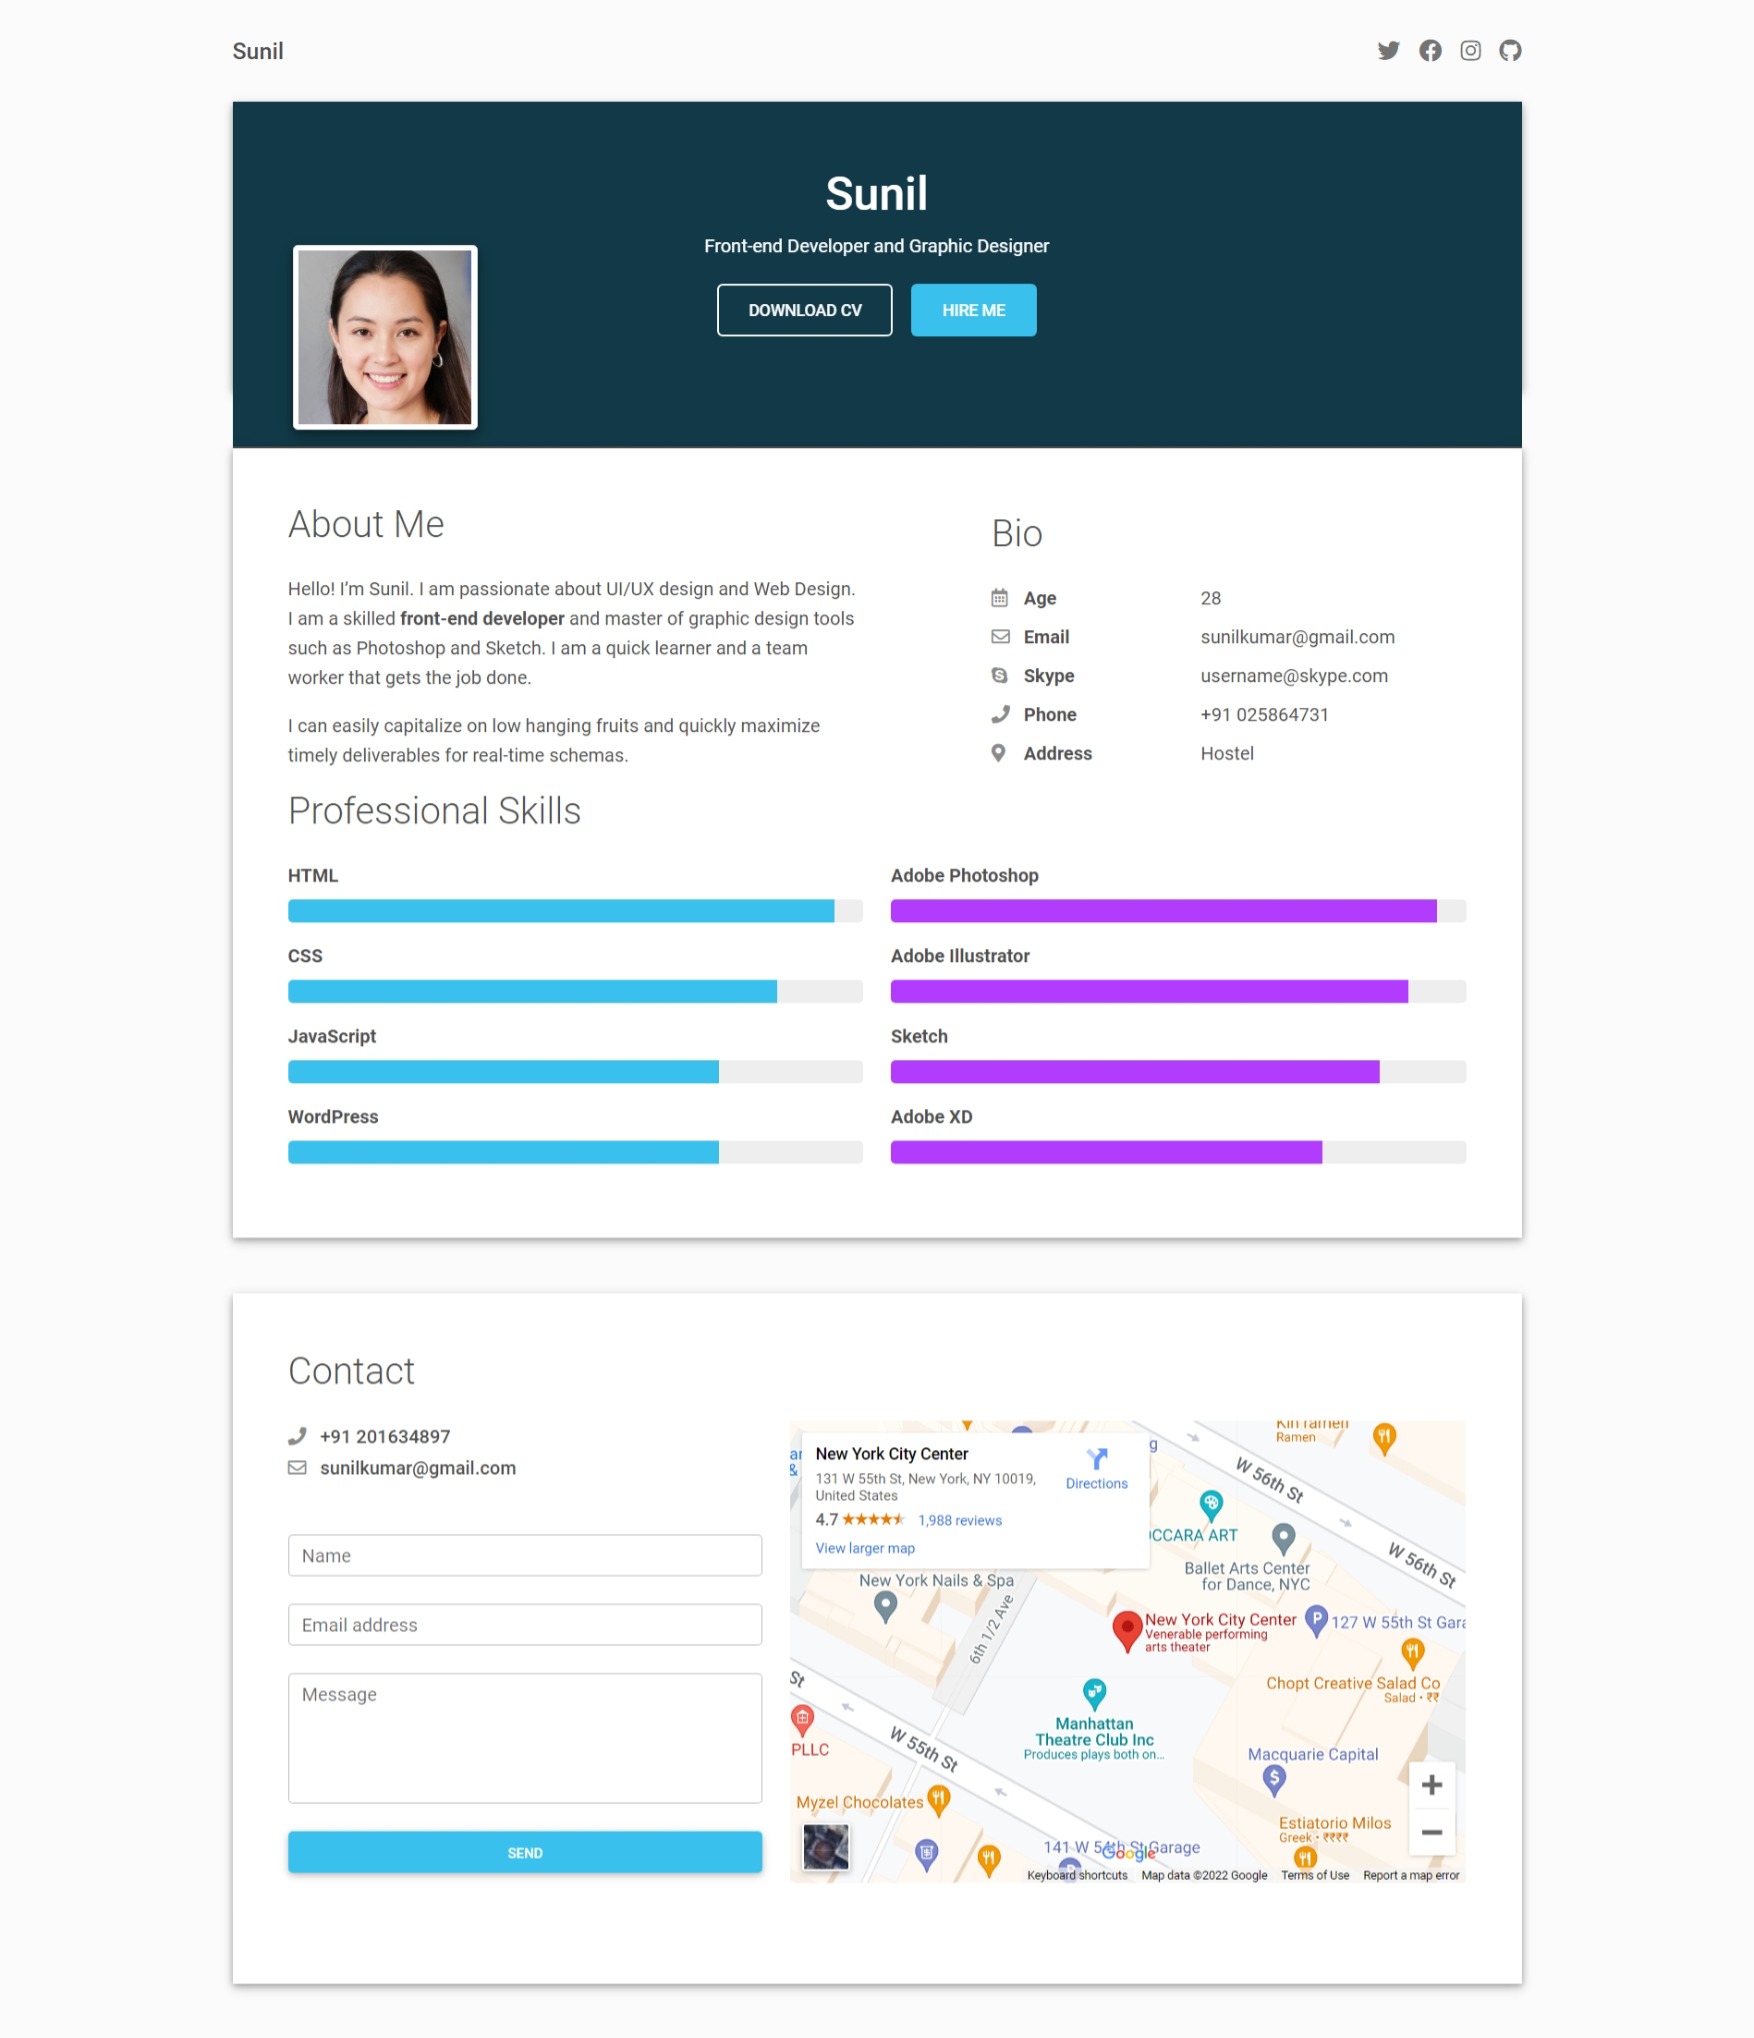 Sunil
Sunil
Front-end Developer and Graphic Designer
DOWNLOAD CV
HIRE ME
About Me
Hello! I’m Sunil. I am passionate about UI/UX design and Web Design.
I am a skilled front-end developer and master of graphic design tools
such as Photoshop and Sketch. I am a quick learner and a team
worker that gets the job done.
I can easily capitalize on low hanging fruits and quickly maximize
timely deliverables for real-time schemas.
Bio
Age 28
Email sunilkumar@gmail.com
Skype username@skype.com
Phone +91 025864731
Address Hostel
Professional Skills
HTML
CSS
JavaScript
WordPress
Adobe Photoshop
Adobe Illustrator
Sketch
Adobe XD
Contact
+91 201634897
sunilkumar@gmail.com
Name
Email address
Message
SEND
New York City Center
131 W 55th St, New York, NY 10019,
United States
4.7 1,988 reviews
View larger map
Directions
Kin ramen
Ramen
W 56th St
W 56th St
CCARA ART
Ballet Arts Center
for Dance, NYC
New York Nails & Spa
6th 1/2 Ave
New York City Center
Venerable performing
arts theater
127 W 55th St Gara
Chopt Creative Salad Co
Salad • ₹₹
St
Manhattan
Theatre Club Inc
Produces plays both on...
PLLC
W 55th St
Macquarie Capital
Myzel Chocolates
Estiatorio Milos
Greek • ₹₹₹₹
141 W 54th St Garage
Google
Keyboard shortcuts
Map data ©2022 Google
Terms of Use
Report a map error